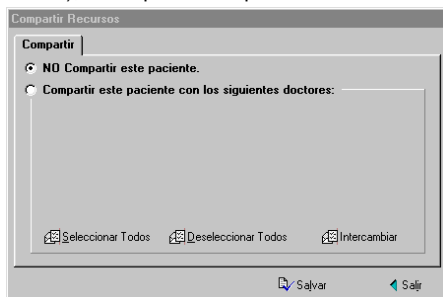 Compartir Recursos
Compartir
NO Compartir este paciente.
Compartir este paciente con los siguientes doctores:
Seleccionar Todos Deseleccionar Todos Intercambiar
Salvar Salir